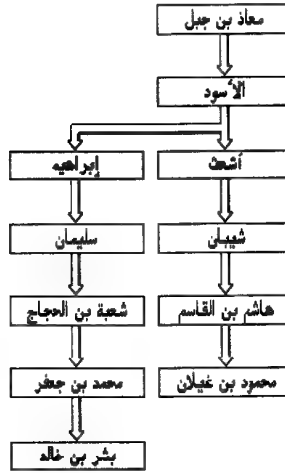 معاذ بن جبل
الأسود
إبراهيم
أشعث
سليمان
شيبان
شعبة بن الحجاج
هاشم بن القاسم
محمد بن جعفر
محمود بن غيلان
بشر بن خالد